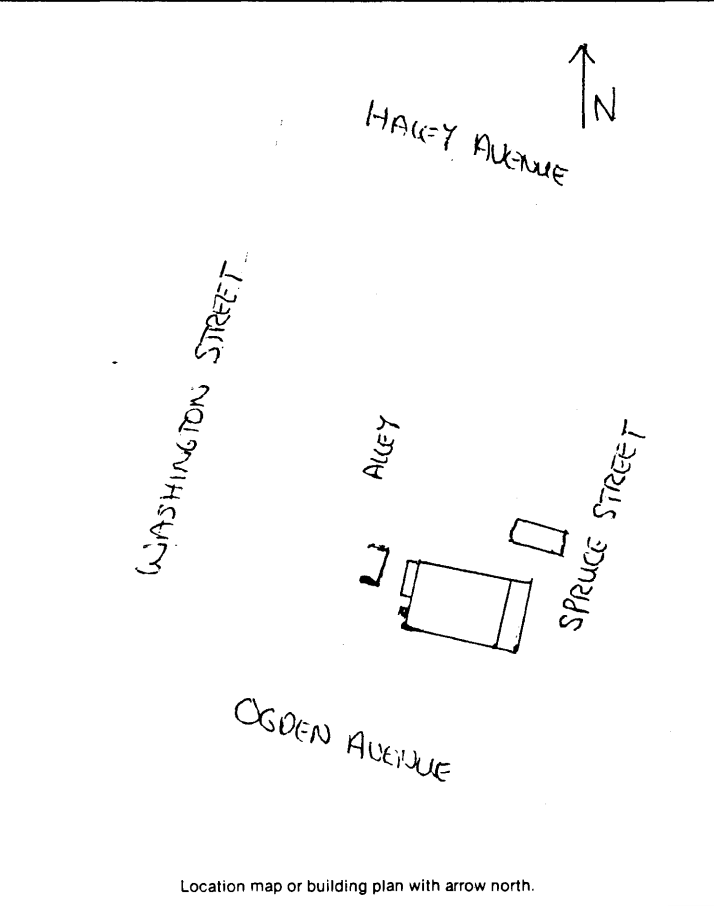 N
HALEY AVENUE
WASHINGTON STREET
ALLEY
SPRUCE STREET
OGDEN AVENUE
Location map or building plan with arrow north.